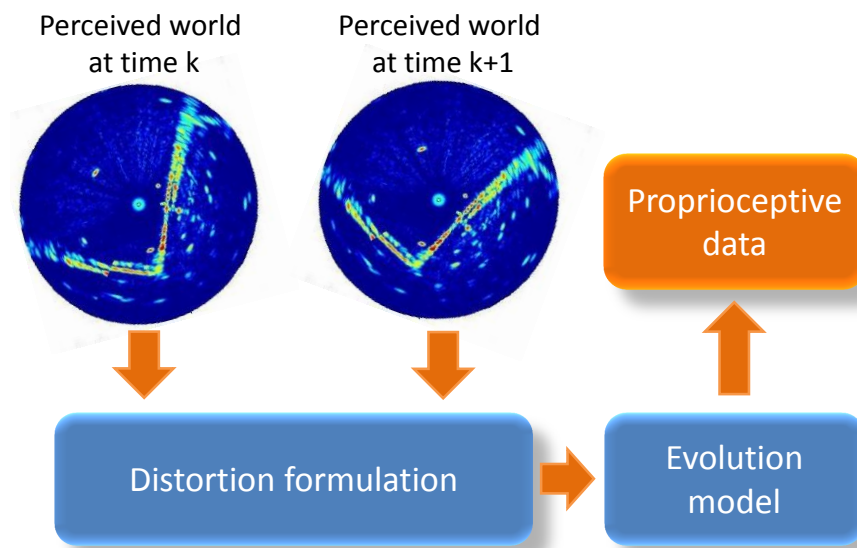 Perceived world
at time k
Perceived world
at time k+1
Proprioceptive
data
Distortion formulation
Evolution
model